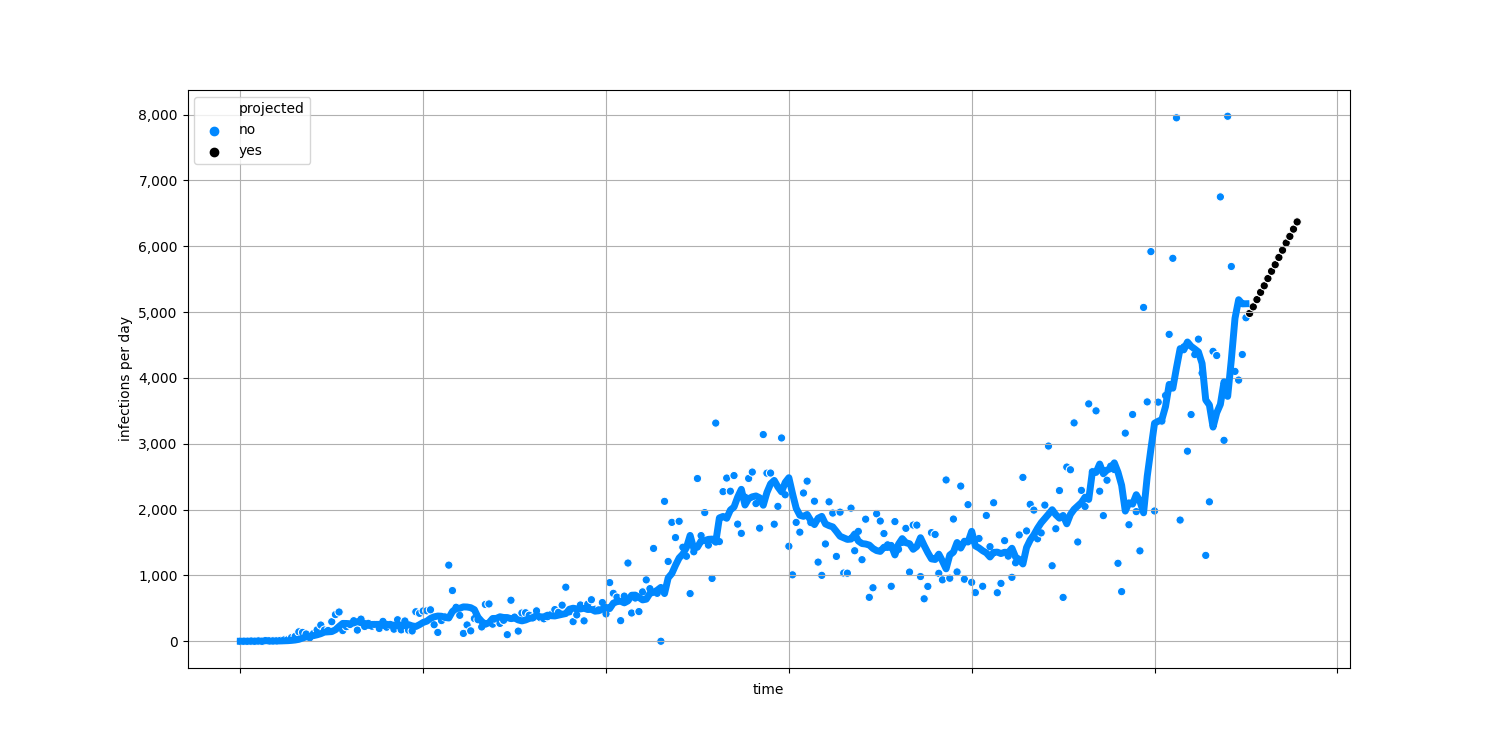 projected
no
yes
8,000
7,000
6,000
5,000
4,000
3,000
2,000
1,000
0
infections per day
time